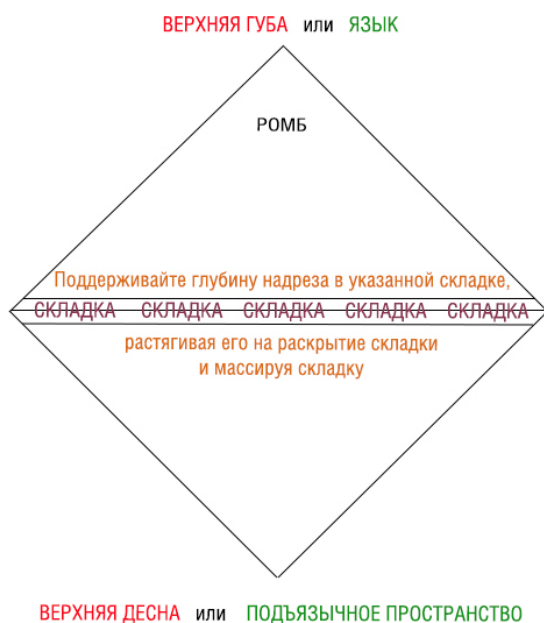 ВЕРХНЯЯ ГУБА или ЯЗЫК
РОМБ
Поддерживайте глубину надреза в указанной складке,
СКЛАДКА СКЛАДКА СКЛАДКА СКЛАДКА СКЛАДКА
растягивая его на раскрытие складки
и массируя складку
ВЕРХНЯЯ ДЕСНА или ПОДЪЯЗЫЧНОЕ ПРОСТРАНСТВО